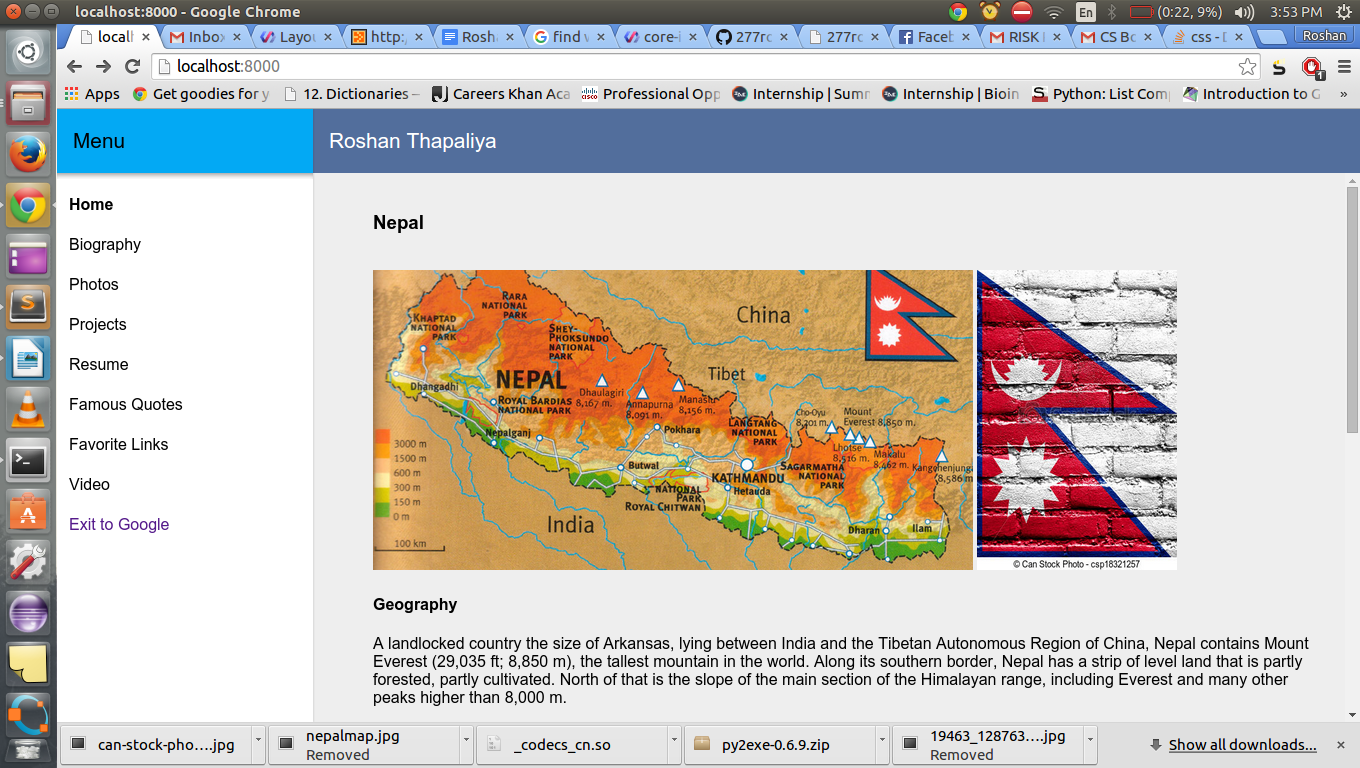 localhost:8000 - Google Chrome
En
(0:22, 9%)
3:53 PM
localh
Inbox
Layou
http:/
Rosha
find w
core-i
277ro
277ro
Faceb
RISK I
CS Bo
css - D
Roshan
localhost:8000
1
Apps
Get goodies for y
12. Dictionaries –
Careers Khan Aca
Professional Opp
Internship | Summ
Internship | Bioin
Python: List Comp
Introduction to G
»
Menu
Roshan Thapaliya
Home
Biography
Photos
Projects
Resume
Famous Quotes
Favorite Links
Video
Exit to Google
Nepal
RARA
NATIONAL
PARK
KHAPTAD
NATIONAL
PARK
SHEY-
PHOKSUNDO
NATIONAL
PARK
China
Tibet
NEPAL
Dhangadhi
ROYAL BARDIAS
NATIONAL PARK
Dhaulagiri
8,167 m.
Annapurna
8,091 m.
Manaslu
8,156 m.
Nepalganj
Pokhara
LANGTANG
NATIONAL
PARK
Cho-Oyu
8,201 m.
Mount
Everest 8,850 m.
Lhotse
8,516 m.
Makalu
8,462 m.
Kangchenjunga
8,586 m
3000 m
1500 m
600 m
300 m
150 m
0 m
Butwal
KATHMANDU
SAGARMATHA
NATIONAL
PARK
Hetauda
NATIONAL
PARK
ROYAL CHITWAN
India
Dharan
Ilam
100 km
© Can Stock Photo - csp18321257
Geography
A landlocked country the size of Arkansas, lying between India and the Tibetan Autonomous Region of China, Nepal contains Mount
Everest (29,035 ft; 8,850 m), the tallest mountain in the world. Along its southern border, Nepal has a strip of level land that is partly
forested, partly cultivated. North of that is the slope of the main section of the Himalayan range, including Everest and many other
peaks higher than 8,000 m.
can-stock-pho....jpg
nepalmap.jpg
Removed
_codecs_cn.so
py2exe-0.6.9.zip
19463_128763....jpg
Removed
Show all downloads...